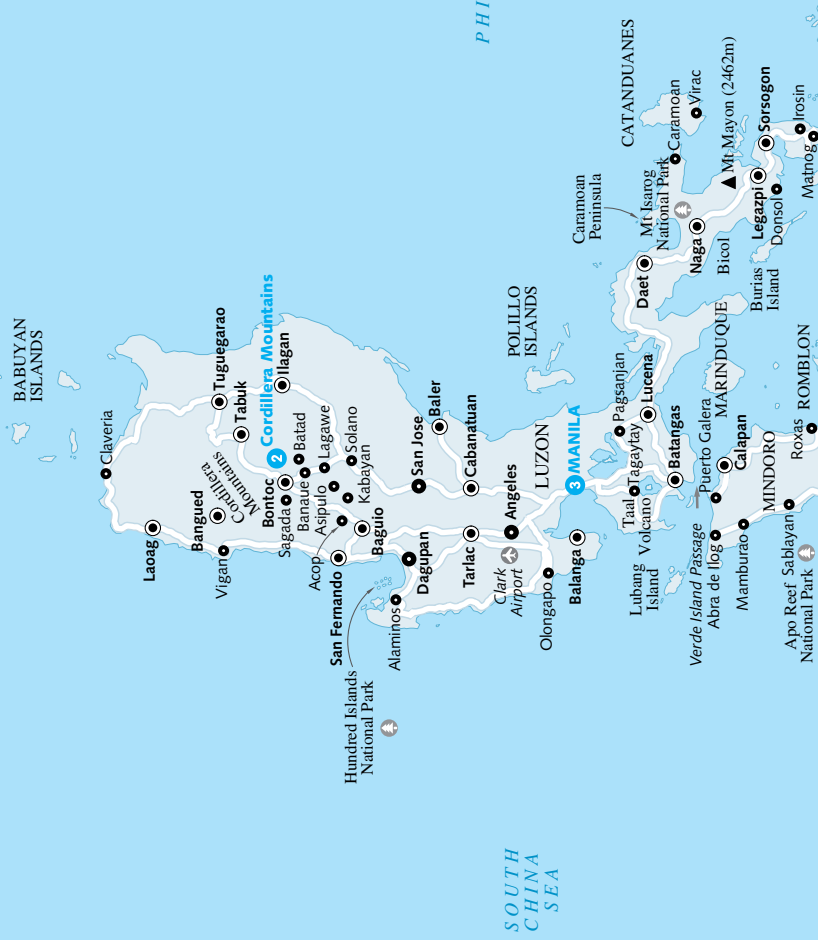 PHI
BABUYAN
ISLANDS
Claveria
Laoag
Bangued
Vigan
Cordillera
Mountains
Tuguegarao
Tabuk
2 Cordillera Mountains
Ilagan
Bontoc
Sagada
Banaue
Batad
Lagawe
Asipulo
Solano
Kabayan
Acop
Baguio
San Fernando
Hundred Islands
National Park
Alaminos
Dagupan
San Jose
Baler
Cabanatuan
Tarlac
Angeles
Clark
Airport
Olongapo
Balanga
LUZON
3 MANILA
POLILLO
ISLANDS
SOUTH
CHINA
SEA
Pagsanjan
Tagaytay
Taal
Volcano
Lucena
Batangas
Lubang
Island
Verde Island Passage
Puerto Galera
Abra de Ilog
Calapan
Mamburao
MINDORO
Sablayan
Roxas
Apo Reef
National Park
MARINDUQUE
ROMBLON
Daet
Caramoan
Peninsula
Mt Isarog
National Park
CATANDUANES
Caramoan
Virac
Naga
Bicol
Mt Mayon (2462m)
Legazpi
Donsol
Sorsogon
Burias
Island
Irosin
Matnog